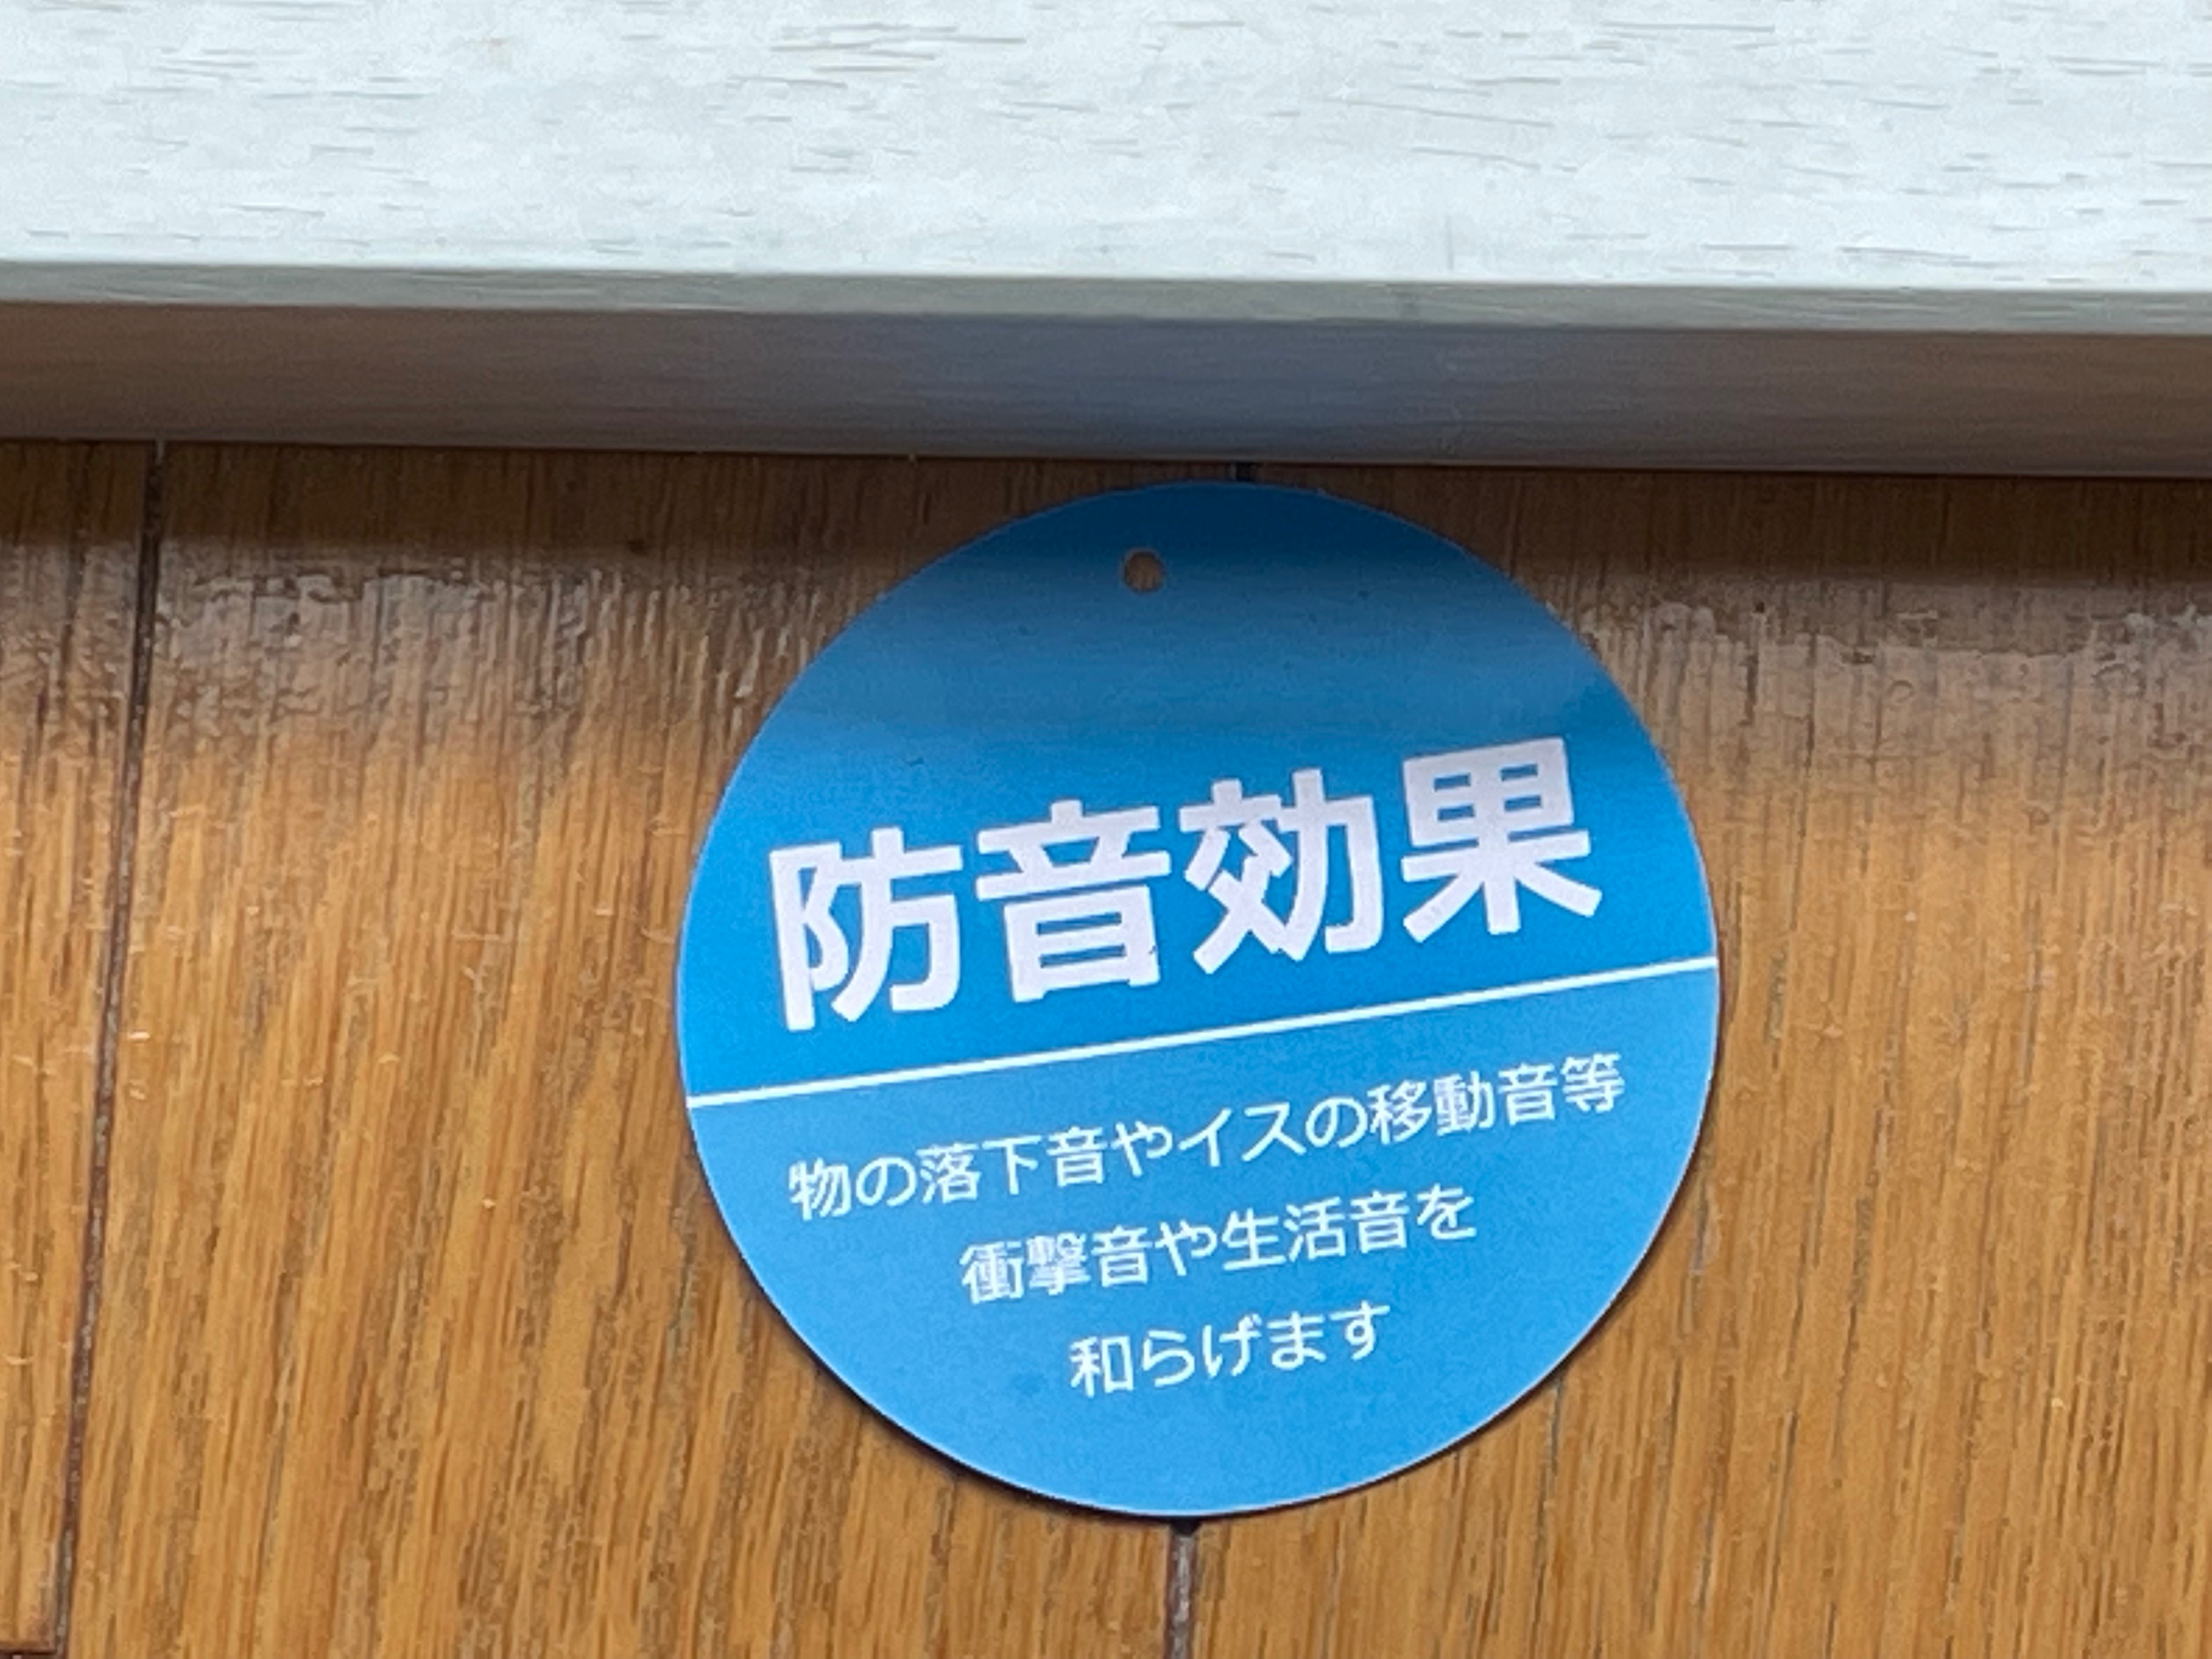 防音効果
物の落下音やイスの移動音等
衝撃音や生活音を
和らげます